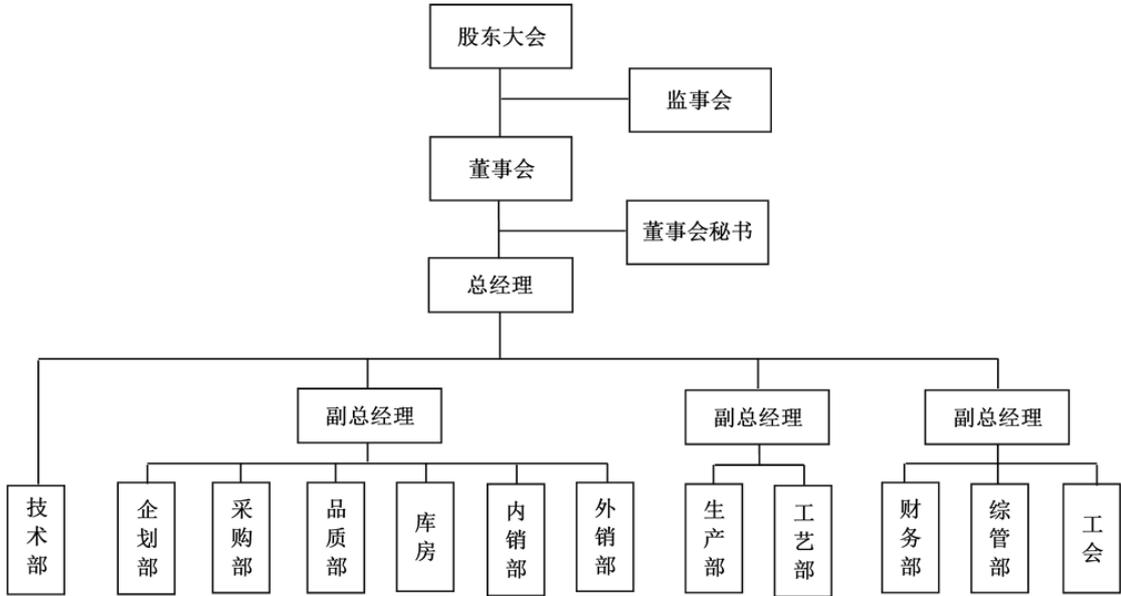 股东大会
监事会
董事会
董事会秘书
总经理
副总经理
副总经理
副总经理
技术部
企划部
采购部
品质部
库房
内销部
外销部
生产部
工艺部
财务部
综管部
工会